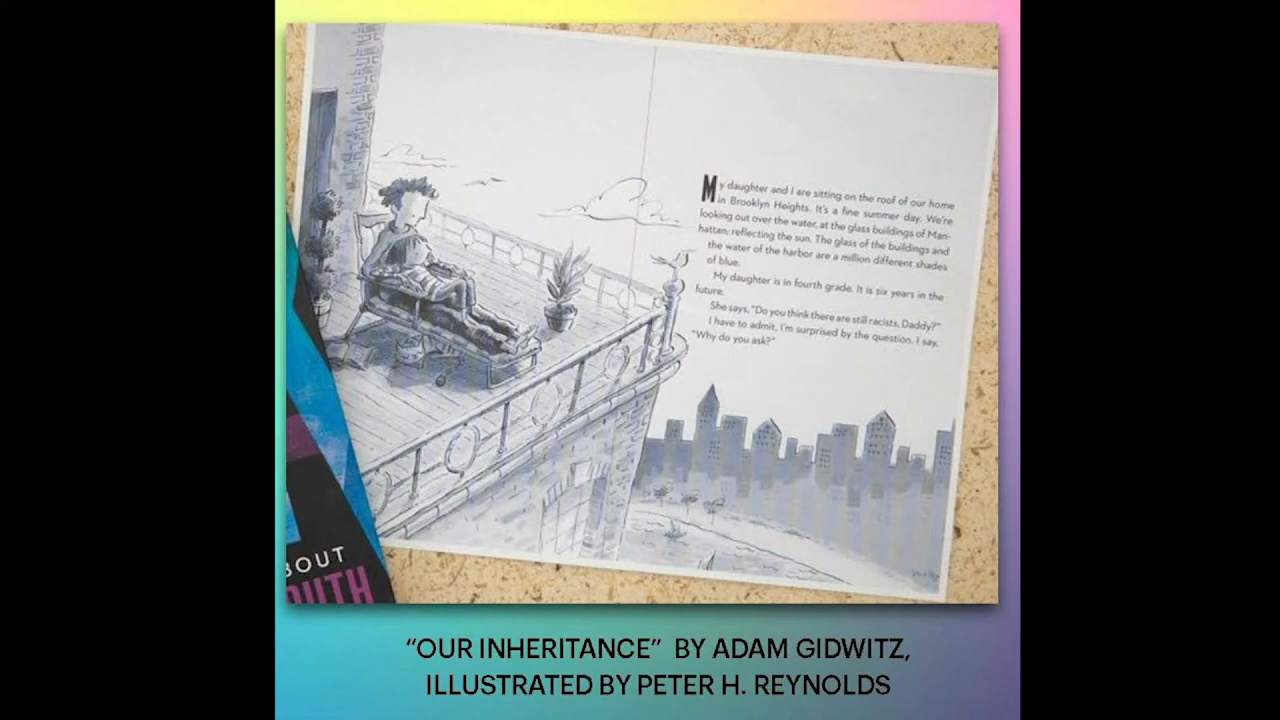 My daughter and I are sitting on the roof of our home
in Brooklyn Heights. It's a fine summer day. We're
looking out over the water, at the glass buildings of Man-
hattan; reflecting the sun. The glass of the buildings and
the water of the harbor are a million different shades
of blue.
My daughter is in fourth grade. It is six years in the
future.
She says, "Do you think there are still racists, Daddy?"
I have to admit, I'm surprised by the question. I say,
"Why do you ask?"
BOUT
UTH
"OUR INHERITANCE" BY ADAM GIDWITZ,
ILLUSTRATED BY PETER H. REYNOLDS